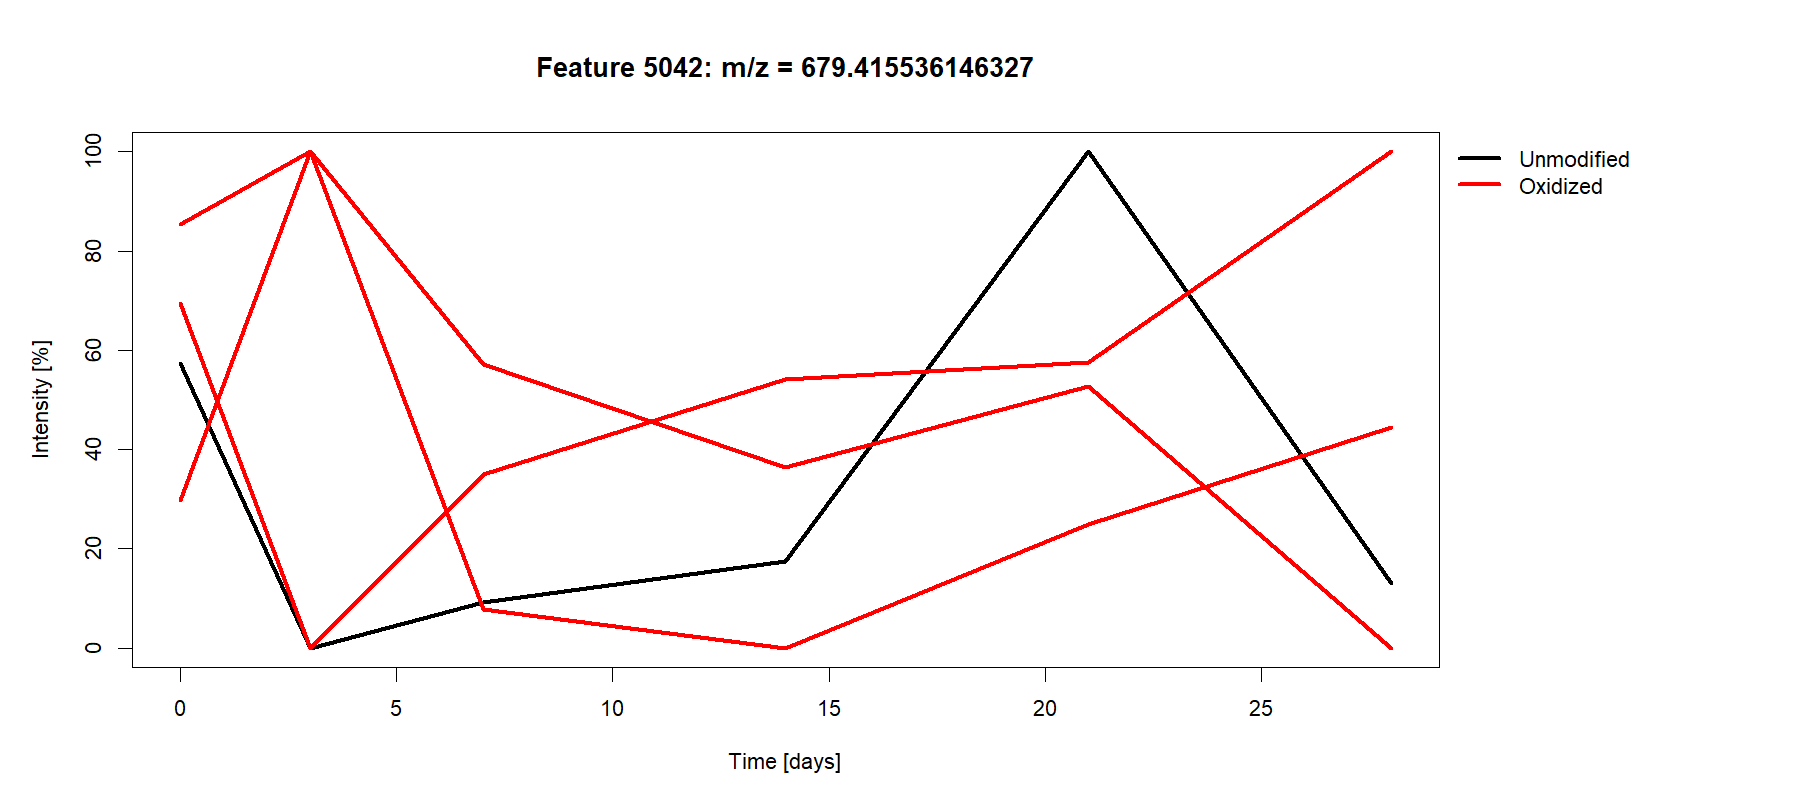 Feature 5042: m/z = 679.415536146327
Unmodified
Oxidized
Intensity [%]
100
80
60
40
20
0
0 5 10 15 20 25
Time [days]